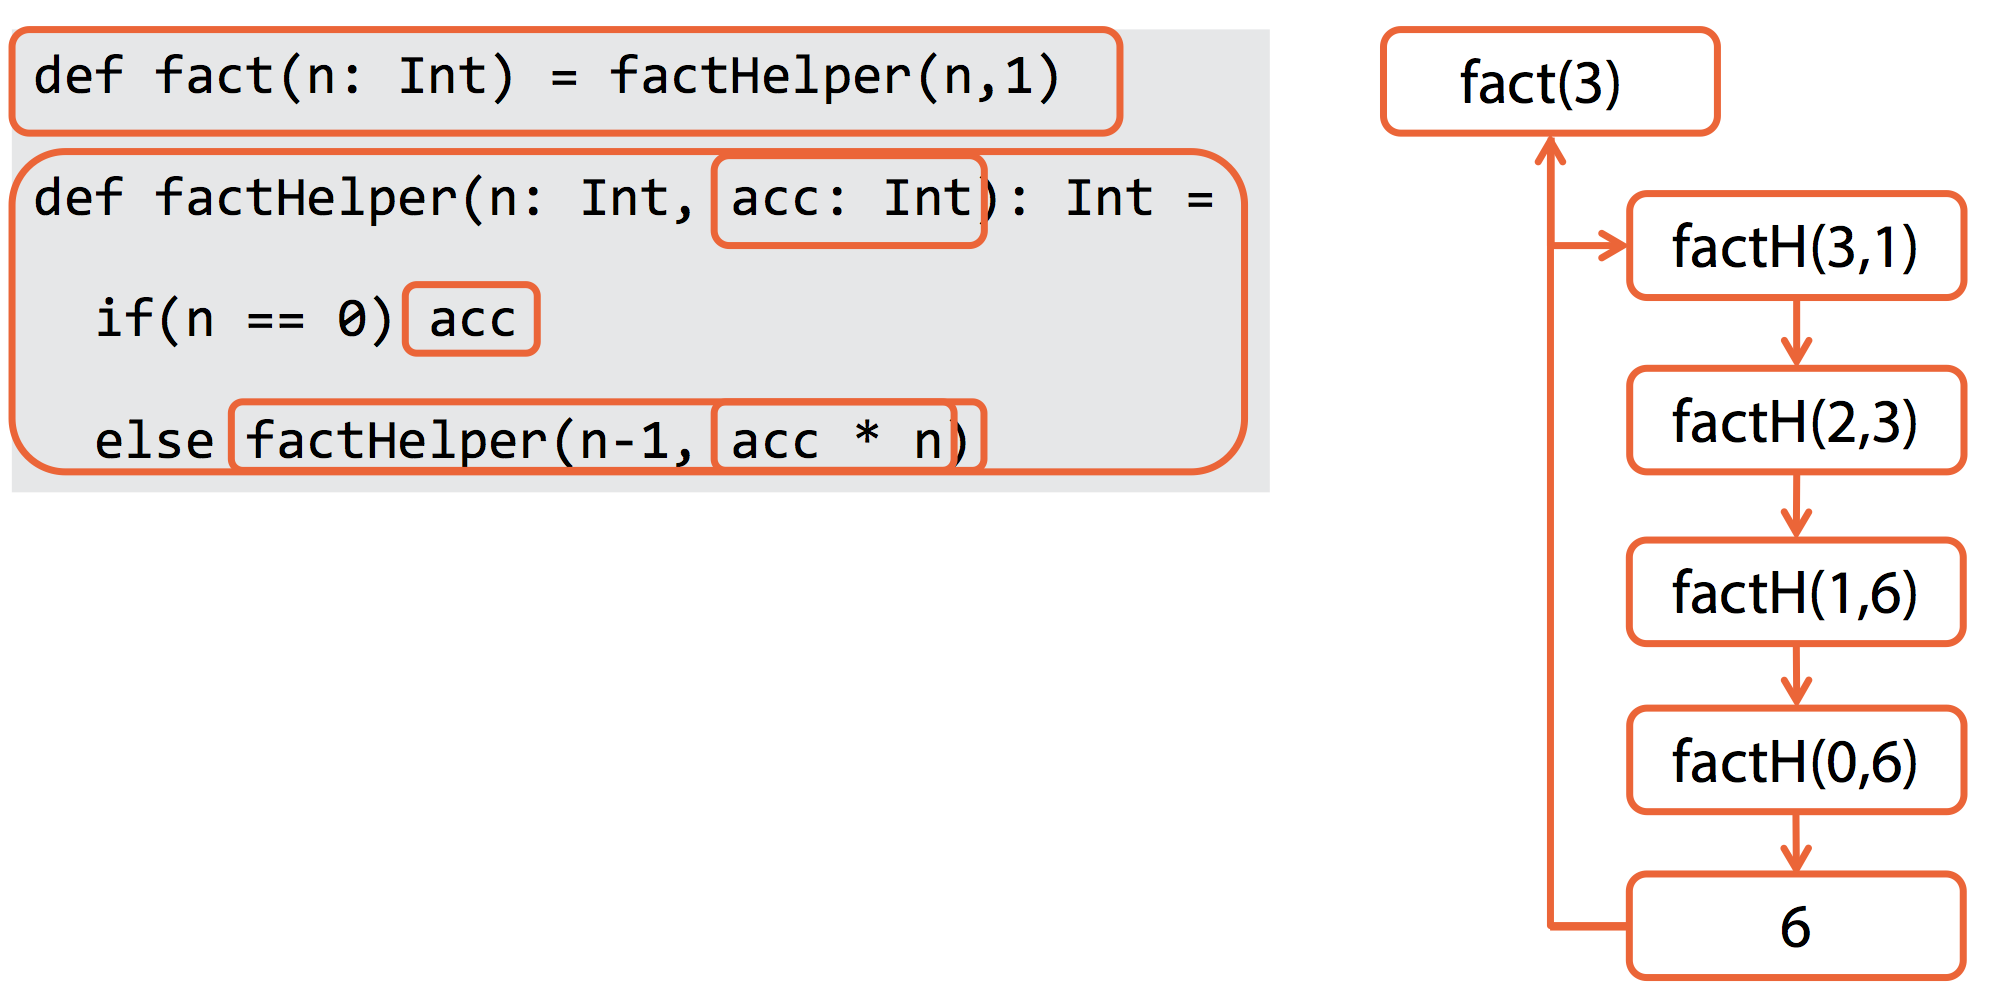 def fact(n: Int) = factHelper(n,1)
def factHelper(n: Int, acc: Int): Int =
if(n == 0) acc
else factHelper(n-1, acc * n)
fact(3)
factH(3,1)
factH(2,3)
factH(1,6)
factH(0,6)
6